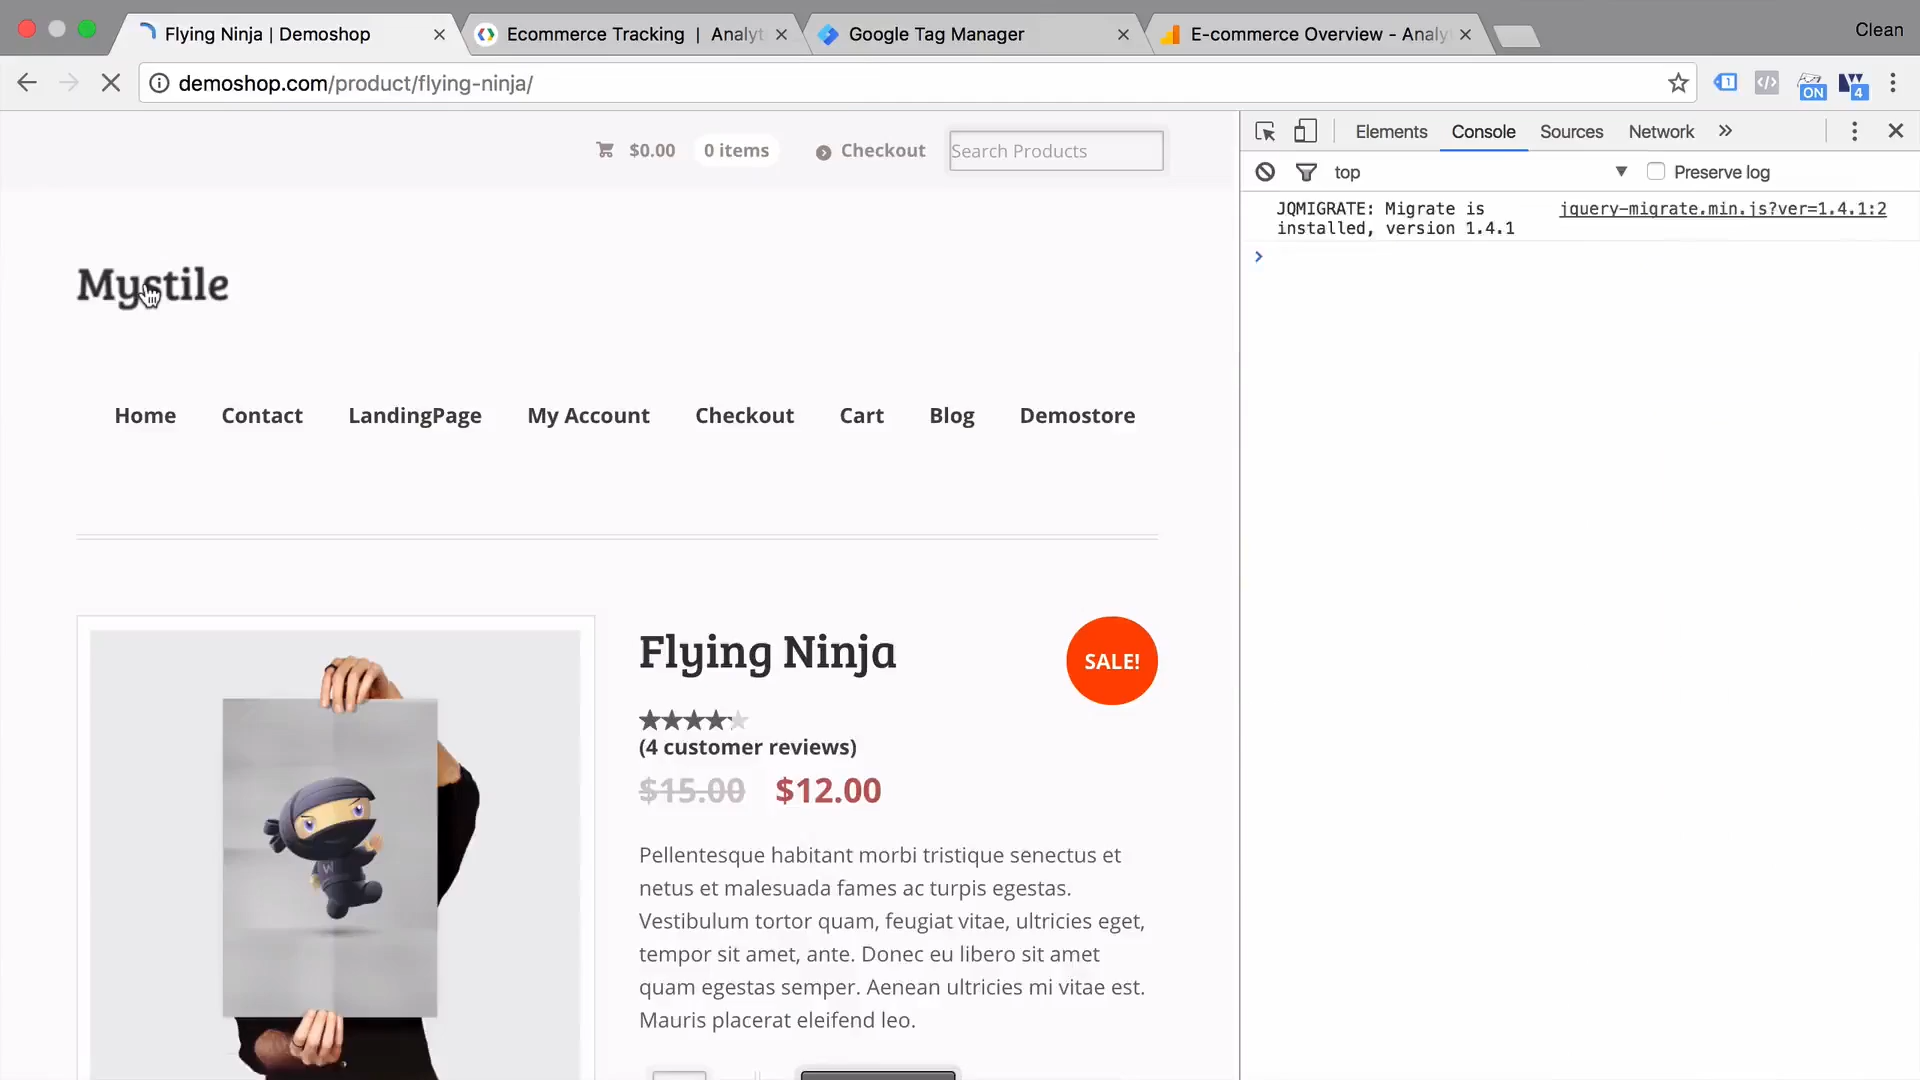 Flying Ninja | Demoshop
Ecommerce Tracking | Analyt
Google Tag Manager
E-commerce Overview - Analy
Clean
demoshop.com/product/flying-ninja/
1
ON
4
$0.00
0 items
Checkout
Search Products
Mystile
Home
Contact
LandingPage
My Account
Checkout
Cart
Blog
Demostore
Flying Ninja
SALE!
(4 customer reviews)
$15.00 $12.00
Pellentesque habitant morbi tristique senectus et
netus et malesuada fames ac turpis egestas.
Vestibulum tortor quam, feugiat vitae, ultricies eget,
tempor sit amet, ante. Donec eu libero sit amet
quam egestas semper. Aenean ultricies mi vitae est.
Mauris placerat eleifend leo.
W
Elements
Console
Sources
Network
top
Preserve log
JQMIGRATE: Migrate is
installed, version 1.4.1
jquery-migrate.min.js?ver=1.4.1:2